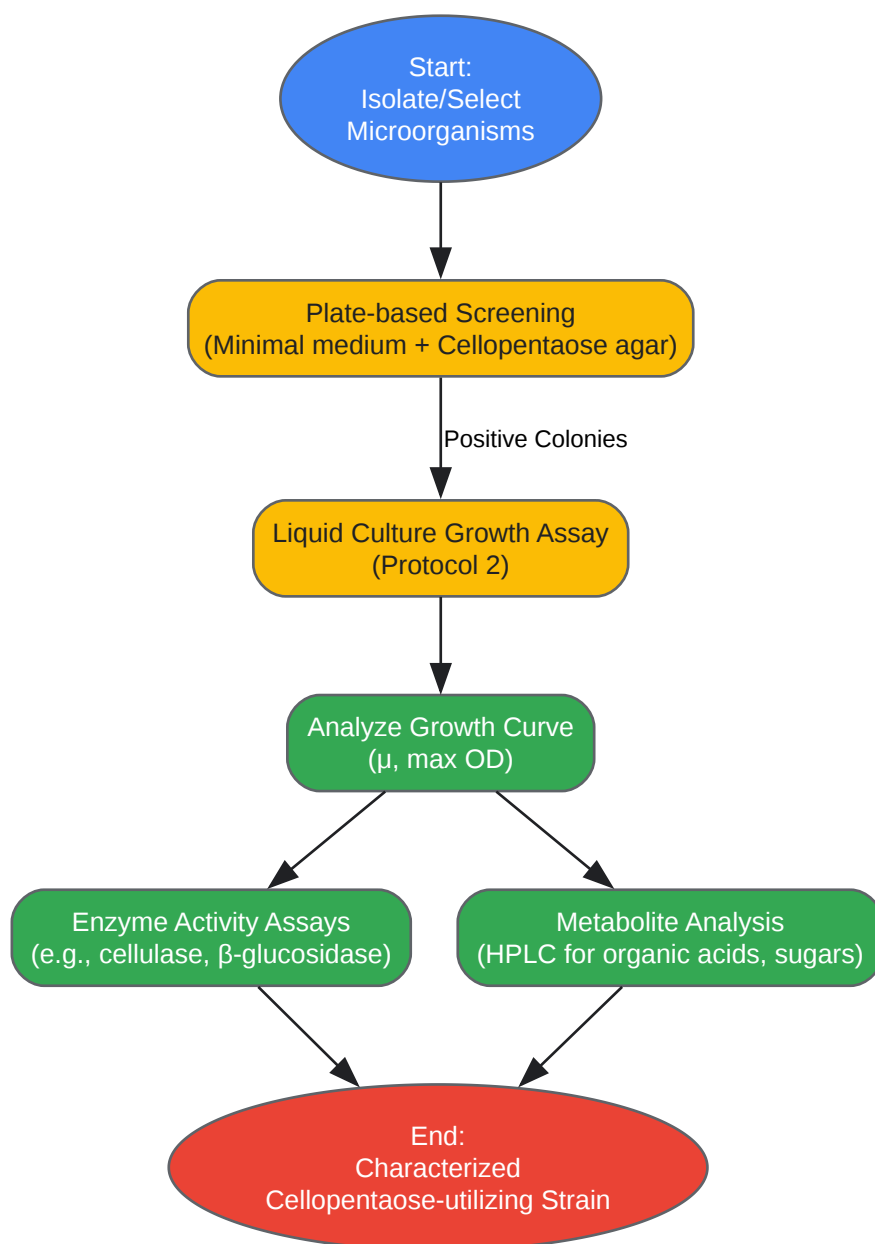 Start:
Isolate/Select
Microorganisms
Plate-based Screening
(Minimal medium + Cellopentaose agar)
Positive Colonies
Liquid Culture Growth Assay
(Protocol 2)
Analyze Growth Curve
(μ, max OD)
Enzyme Activity Assays
(e.g., cellulase, β-glucosidase)
Metabolite Analysis
(HPLC for organic acids, sugars)
End:
Characterized
Cellopentaose-utilizing Strain